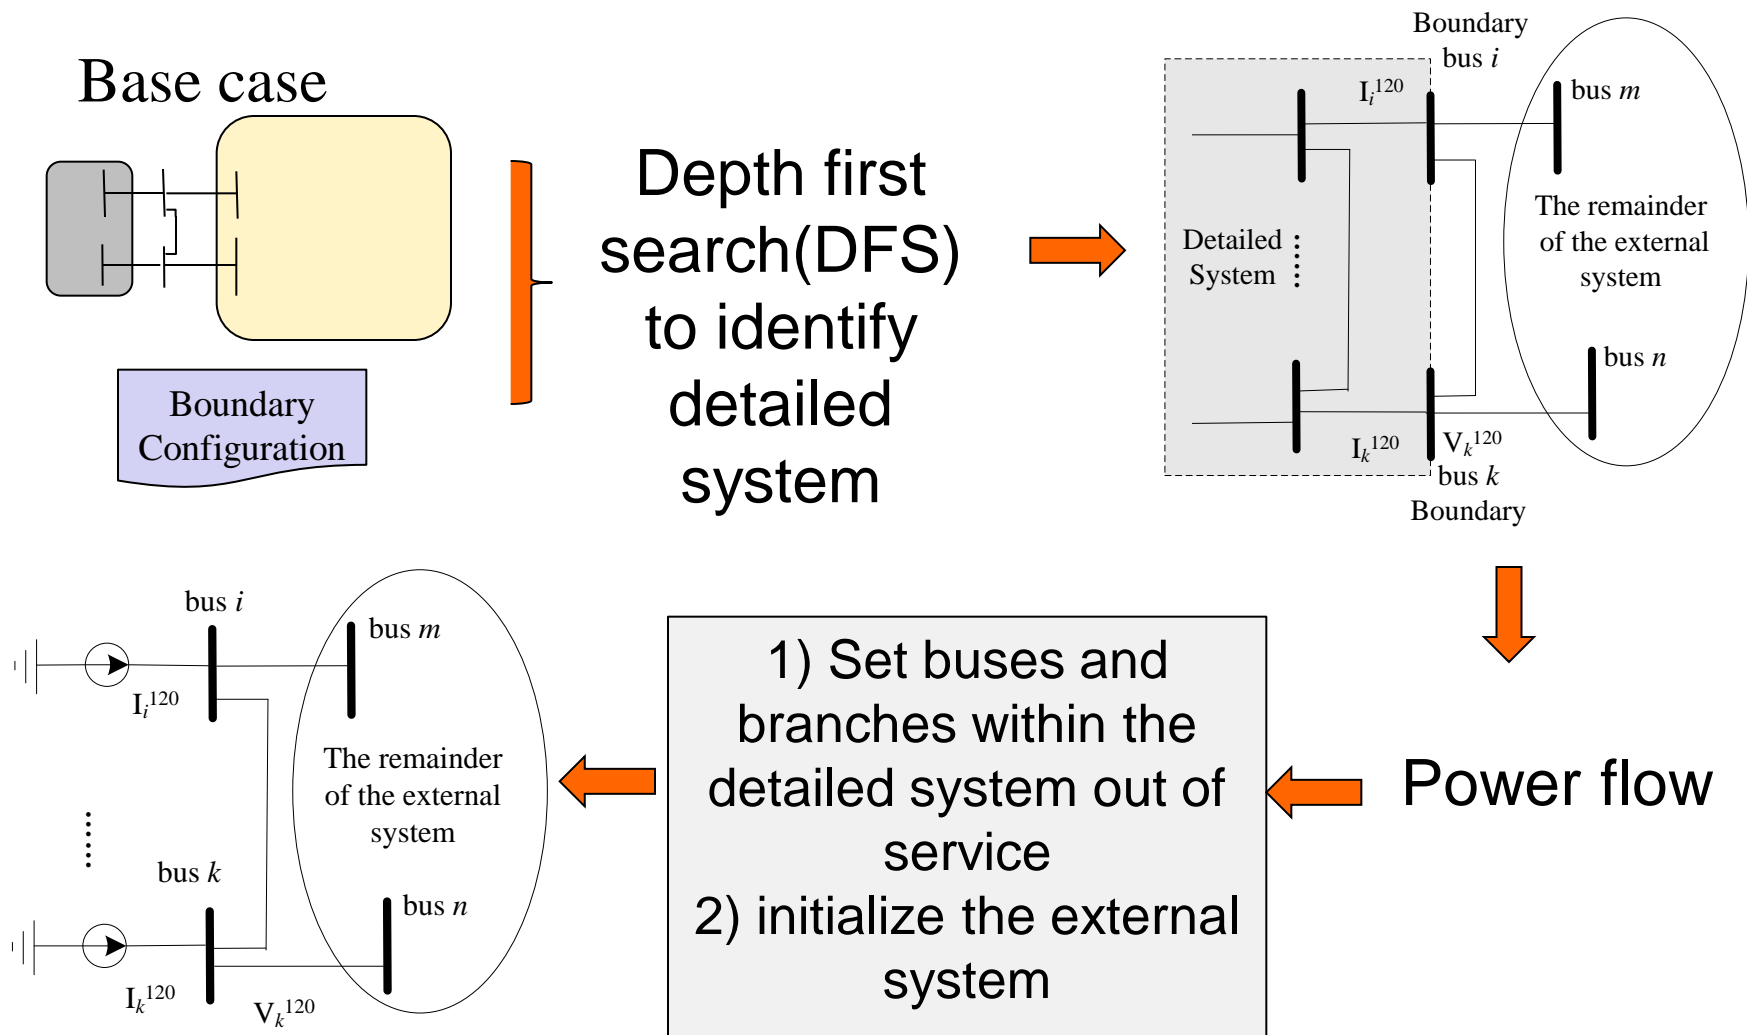 Base case
Boundary
Configuration
Depth first
search(DFS)
to identify
detailed
system
Boundary
bus i
I_i^120
bus m
Detailed
System
The remainder
of the external
system
bus n
I_k^120
V_k^120
bus k
Boundary
Power flow
1) Set buses and
branches within the
detailed system out of
service
2) initialize the external
system
bus i
bus m
I_i^120
The remainder
of the external
system
bus k
bus n
I_k^120
V_k^120